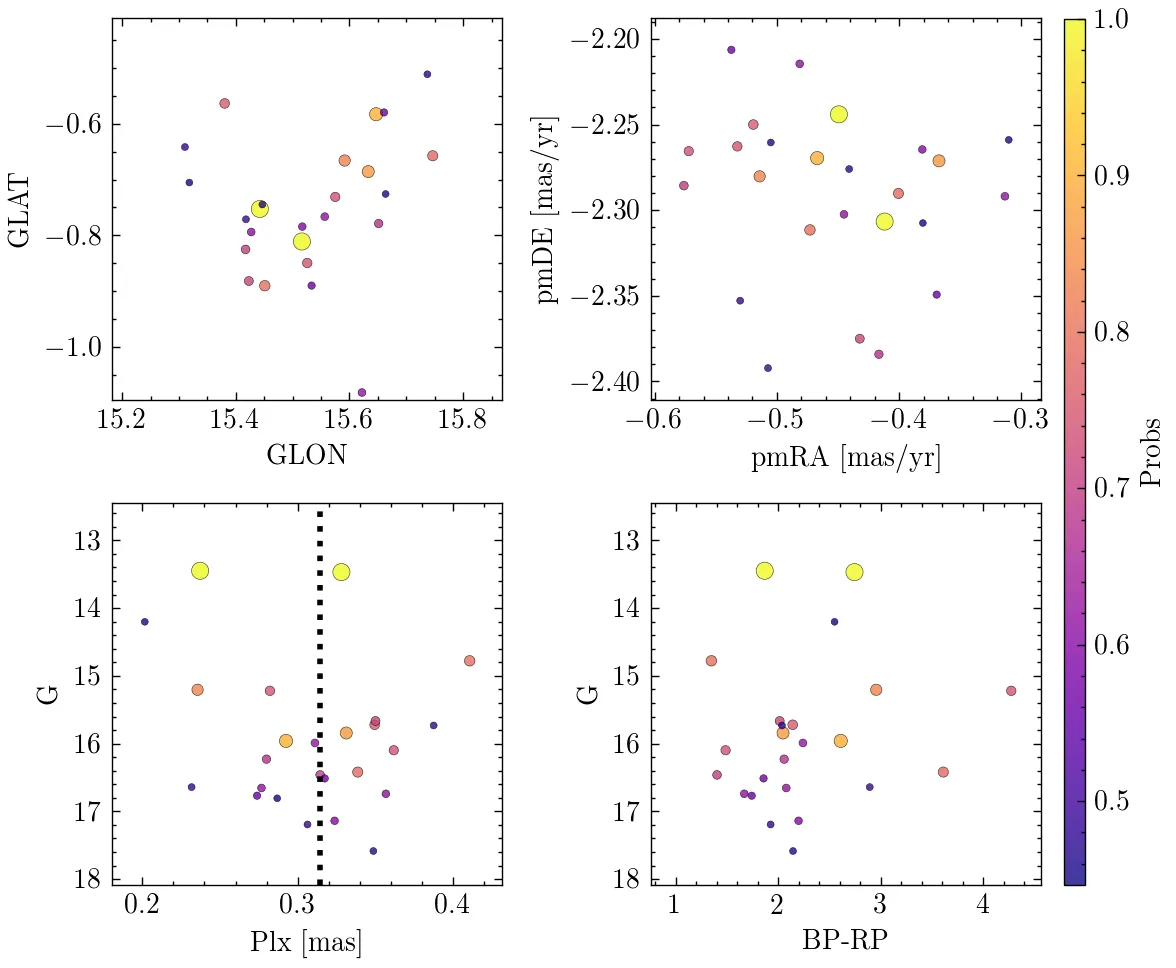 −0.6
−0.8
−1.0
GLAT
15.2 15.4 15.6 15.8
GLON
−2.20
−2.25
−2.30
−2.35
−2.40
pmDE [mas/yr]
−0.6 −0.5 −0.4 −0.3
pmRA [mas/yr]
1.0
0.9
0.8
0.7
0.6
0.5
Probs
13
14
15
16
17
18
G
0.2 0.3 0.4
Plx [mas]
13
14
15
16
17
18
G
1 2 3 4
BP-RP